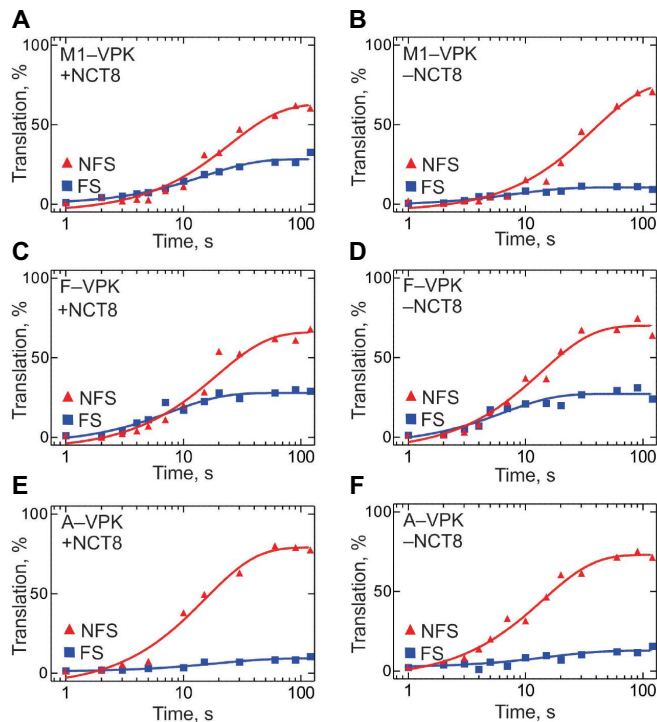 A
M1–VPK
+NCT8
Translation, %
100
50
0
NFS
FS
1
10
100
Time, s
B
M1–VPK
–NCT8
Translation, %
100
50
0
NFS
FS
1
10
100
Time, s
C
F–VPK
+NCT8
Translation, %
100
50
0
NFS
FS
1
10
100
Time, s
D
F–VPK
–NCT8
Translation, %
100
50
0
NFS
FS
1
10
100
Time, s
E
A–VPK
+NCT8
Translation, %
100
50
0
NFS
FS
1
10
100
Time, s
F
A–VPK
–NCT8
Translation, %
100
50
0
NFS
FS
1
10
100
Time, s